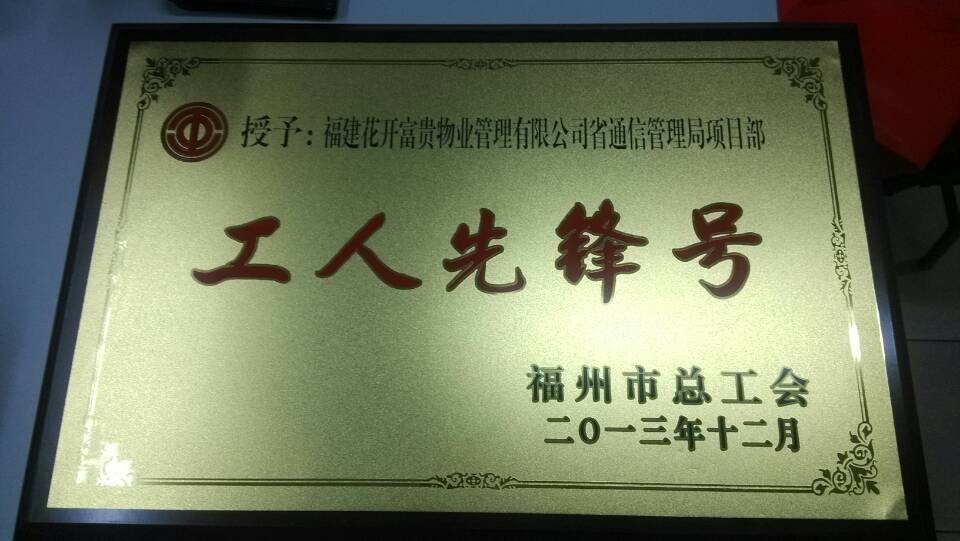 授予：福建花开富贵物业管理有限公司省通信管理局项目部
工人先锋号
福州市总工会
二〇一三年十二月